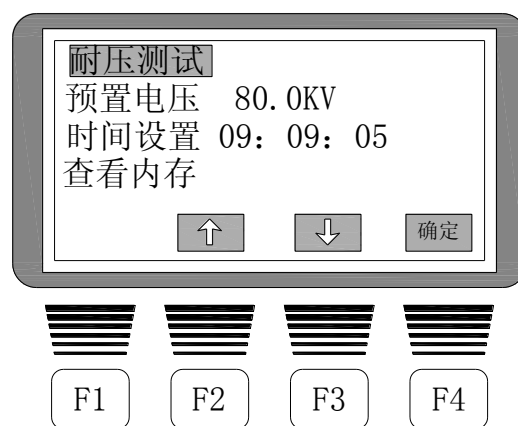 耐压测试
预置电压 80.0KV
时间设置 09：09：05
查看内存
↑ ↓ 确定
F1 F2 F3 F4